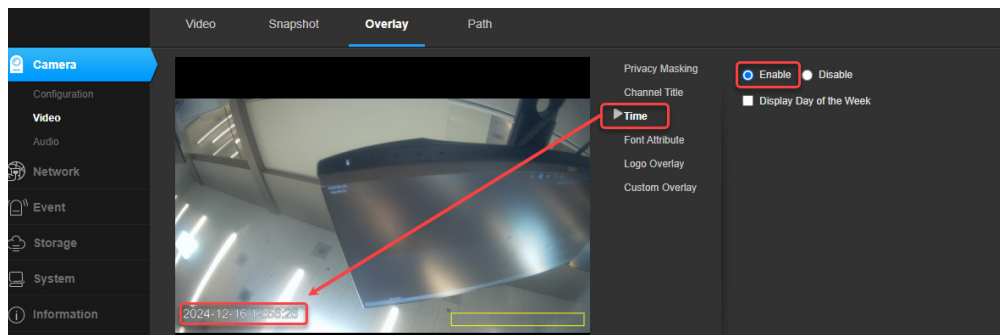 Video Snapshot Overlay Path
Camera
Configuration
Video
Audio
Network
Event
Storage
System
Information
2024-12-16
Privacy Masking
Channel Title
Time
Font Attribute
Logo Overlay
Custom Overlay
Enable Disable
Display Day of the Week